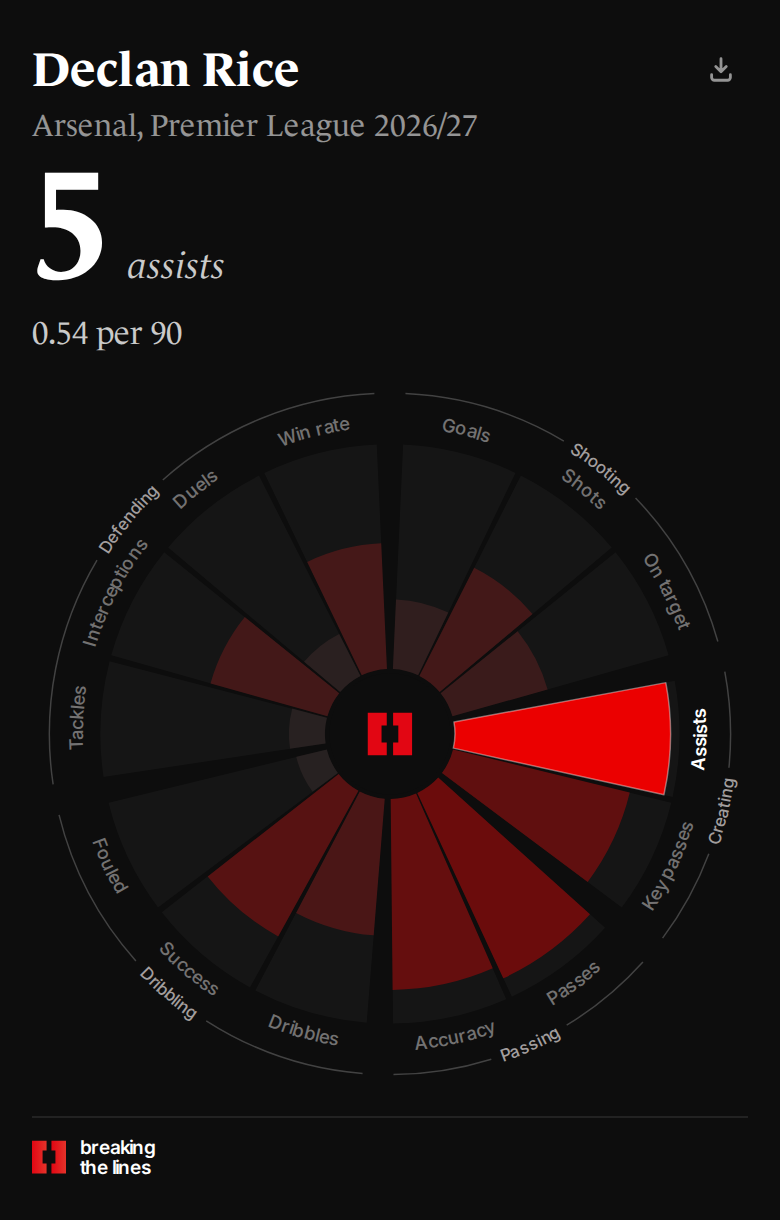 Declan Rice
Arsenal, Premier League 2026/27
5 assists
0.54 per 90
Win rate
Goals
Shooting
Shots
On target
Assists
Creating
Key passes
Passes
Passing
Accuracy
Dribbles
Dribbling
Success
Fouled
Tackles
Interceptions
Defending
Duels
breaking
the lines